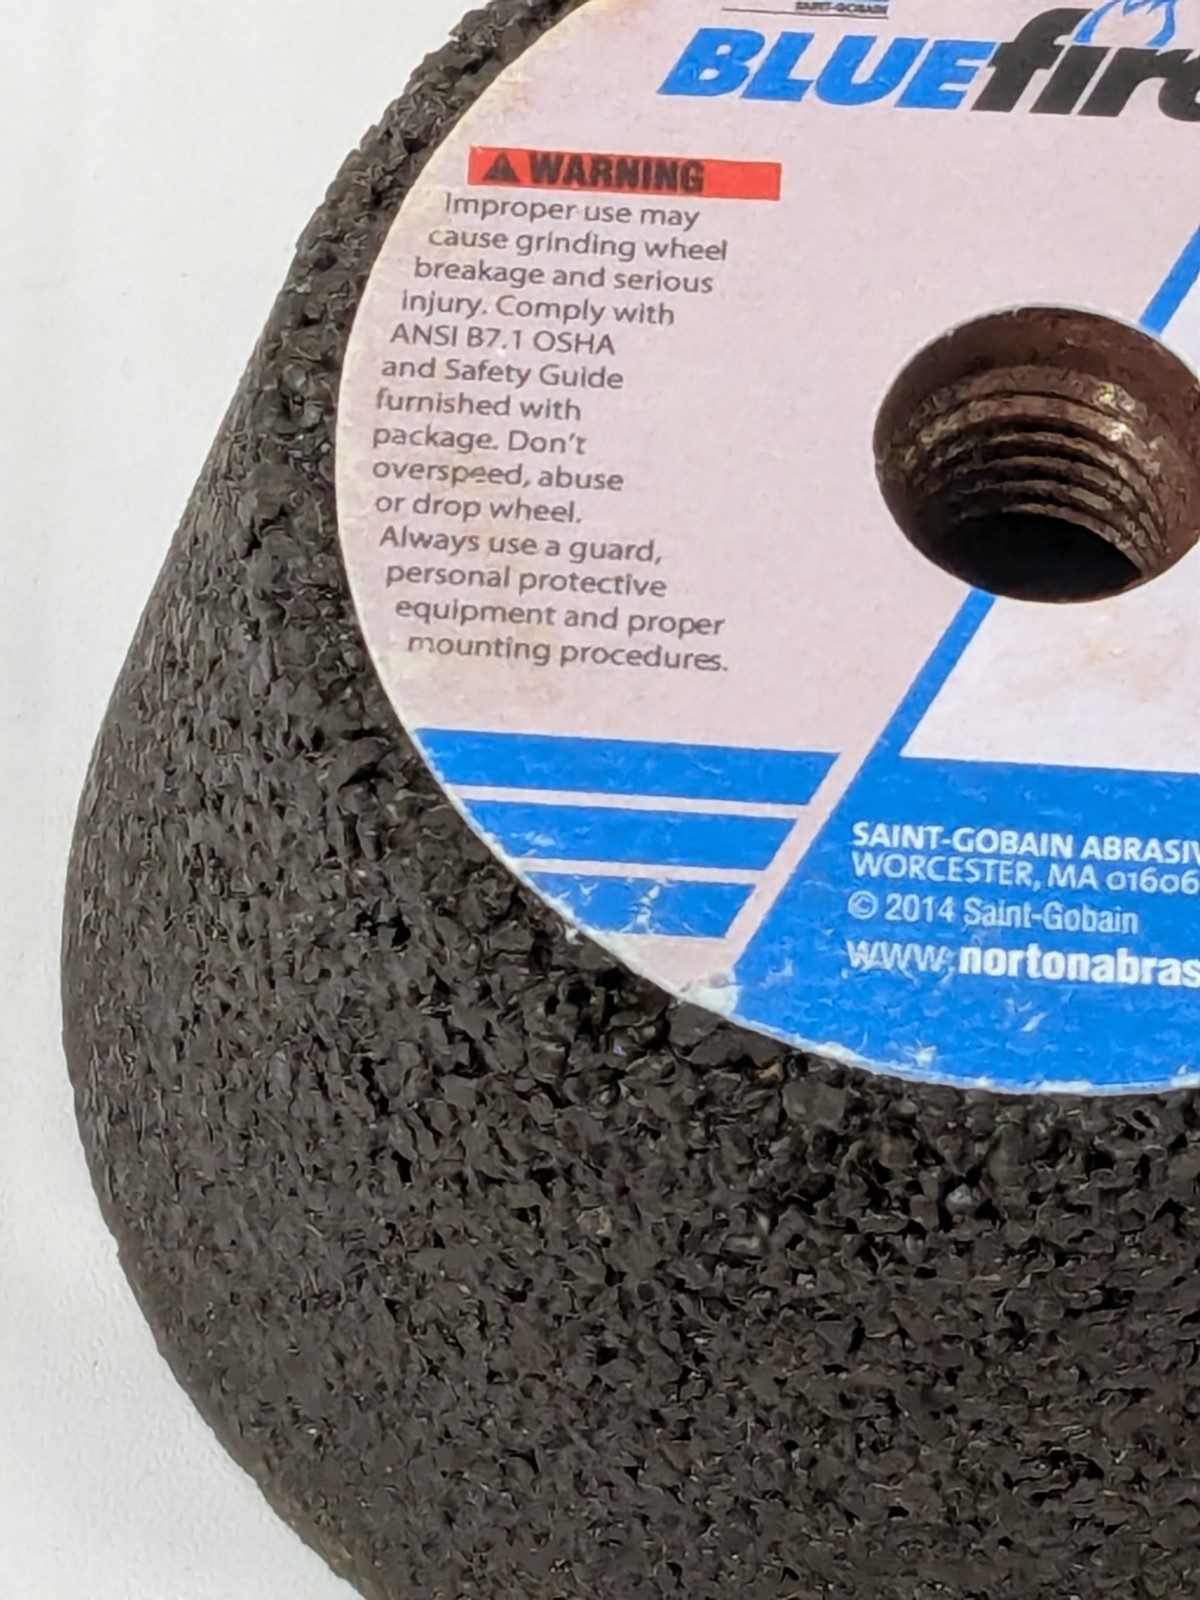 SAINT-GOBAIN
BLUEfire
WARNING
Improper use may
cause grinding wheel
breakage and serious
injury. Comply with
ANSI B7.1 OSHA
and Safety Guide
furnished with
package. Don't
overspeed, abuse
or drop wheel.
Always use a guard,
personal protective
equipment and proper
mounting procedures.
SAINT-GOBAIN ABRASIV
WORCESTER, MA 01606
© 2014 Saint-Gobain
www.nortonabras